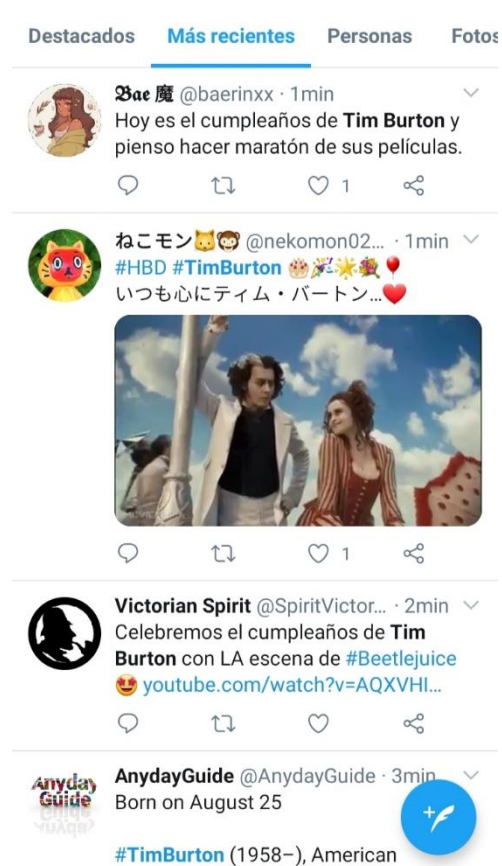 Destacados Más recientes Personas Fotos
𝕭𝖆𝖊 魔 @baerinxx · 1min
Hoy es el cumpleaños de Tim Burton y
pienso hacer maratón de sus películas.
1
ねこモン🐱🐵 @nekomon02... · 1min
#HBD #TimBurton 🎂🎉🌟💐🎈
いつも心にティム・バートン...❤️
1
Victorian Spirit @SpiritVictor... · 2min
Celebremos el cumpleaños de Tim
Burton con LA escena de #Beetlejuice
🤩 youtube.com/watch?v=AQXVHI...
Anyday
Guide
AnydayGuide @AnydayGuide · 3min
Born on August 25
#TimBurton (1958–), American